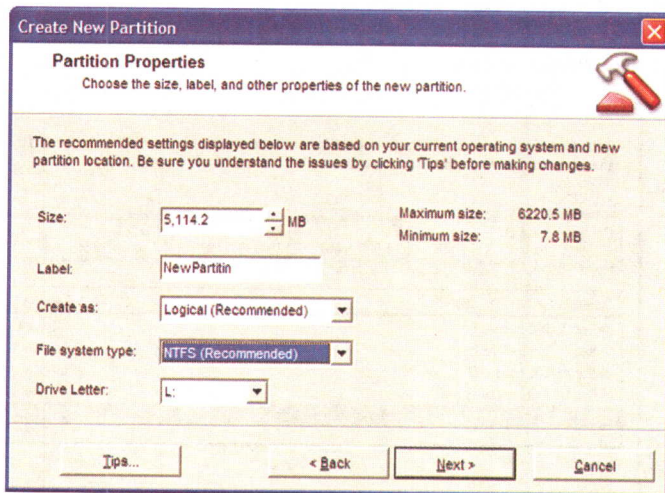 Create New Partition
Partition Properties
Choose the size, label, and other properties of the new partition.
The recommended settings displayed below are based on your current operating system and new
partition location. Be sure you understand the issues by clicking 'Tips' before making changes.
Size: 5,114.2 MB Maximum size: 6220.5 MB
Minimum size: 7.8 MB
Label: NewPartitin
Create as: Logical (Recommended)
File system type: NTFS (Recommended)
Drive Letter: L:
Tips... < Back Next > Cancel